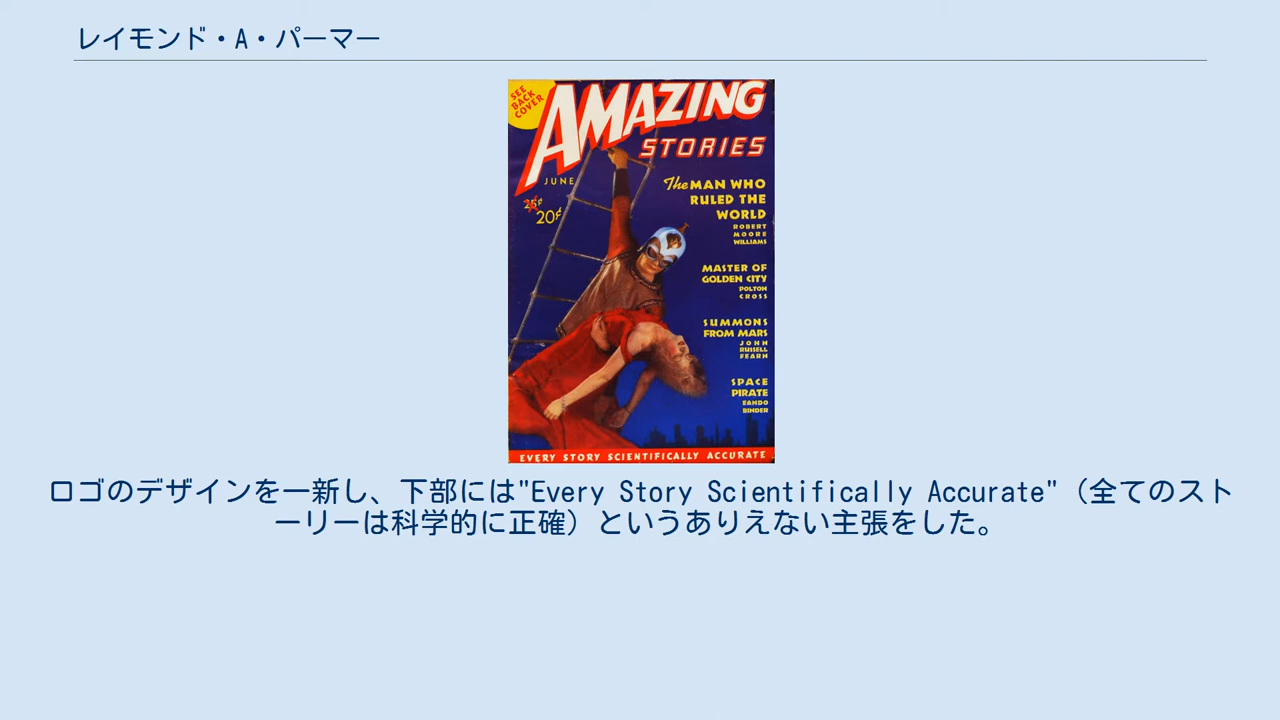 レイモンド・A・パーマー
SEE
BACK
COVER
AMAZING
STORIES
JUNE
25¢
20¢
The MAN WHO
RULED THE
WORLD
ROBERT
MOORE
WILLIAMS
MASTER OF
GOLDEN CITY
POLTON
CROSS
SUMMONS
FROM MARS
JOHN
RUSSELL
FEARN
SPACE
PIRATE
EANDO
BINDER
EVERY STORY SCIENTIFICALLY ACCURATE
ロゴのデザインを一新し、下部には"Every Story Scientifically Accurate"（全てのスト
ーリーは科学的に正確）というありえない主張をした。